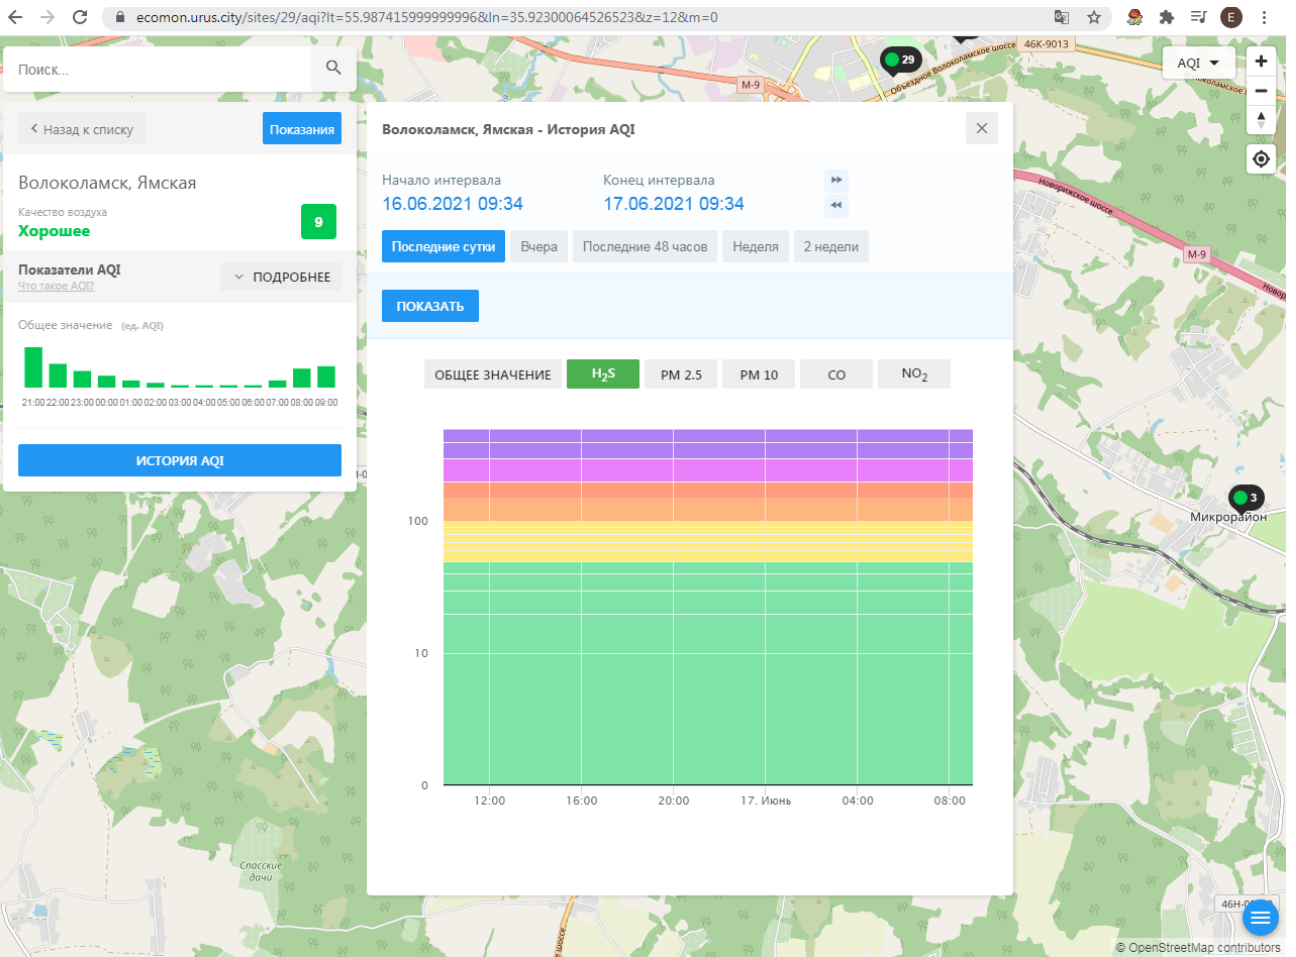 ecomon.urus.city/sites/29/aqi?lt=55.987415999999996&ln=35.92300064526523&z=12&m=0
E
Поиск...
Назад к списку
Показания
Волоколамск, Ямская
Качество воздуха
Хорошее
9
Показатели AQI
Что такое AQI?
ПОДРОБНЕЕ
Общее значение (ед. AQI)
21:00 22:00 23:00 00:00 01:00 02:00 03:00 04:00 05:00 06:00 07:00 08:00 09:00
ИСТОРИЯ AQI
Волоколамск, Ямская - История AQI
Начало интервала
Конец интервала
16.06.2021 09:34
17.06.2021 09:34
Последние сутки
Вчера
Последние 48 часов
Неделя
2 недели
ПОКАЗАТЬ
ОБЩЕЕ ЗНАЧЕНИЕ
H2S
PM 2.5
PM 10
CO
NO2
100
10
0
12:00
16:00
20:00
17. Июнь
04:00
08:00
AQI
46К-9013
М-9
29
Объездное Волоколамское шоссе
Новорижское шоссе
М-9
3
Микрорайон
Спасские
дачи
© OpenStreetMap contributors